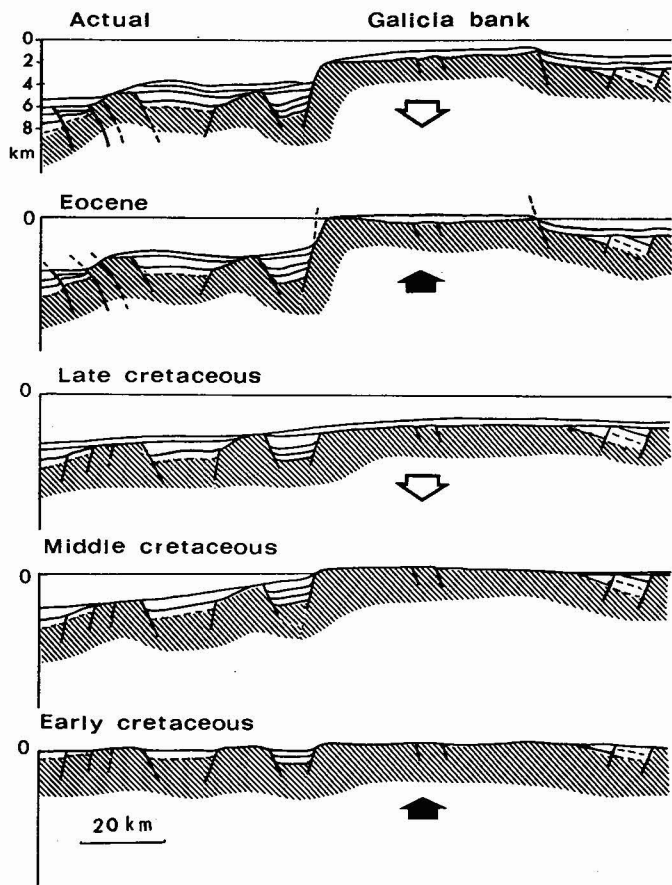 Actual
Galicia bank
0
2
4
6
8
km
Eocene
0
Late cretaceous
0
Middle cretaceous
0
Early cretaceous
0
20 km